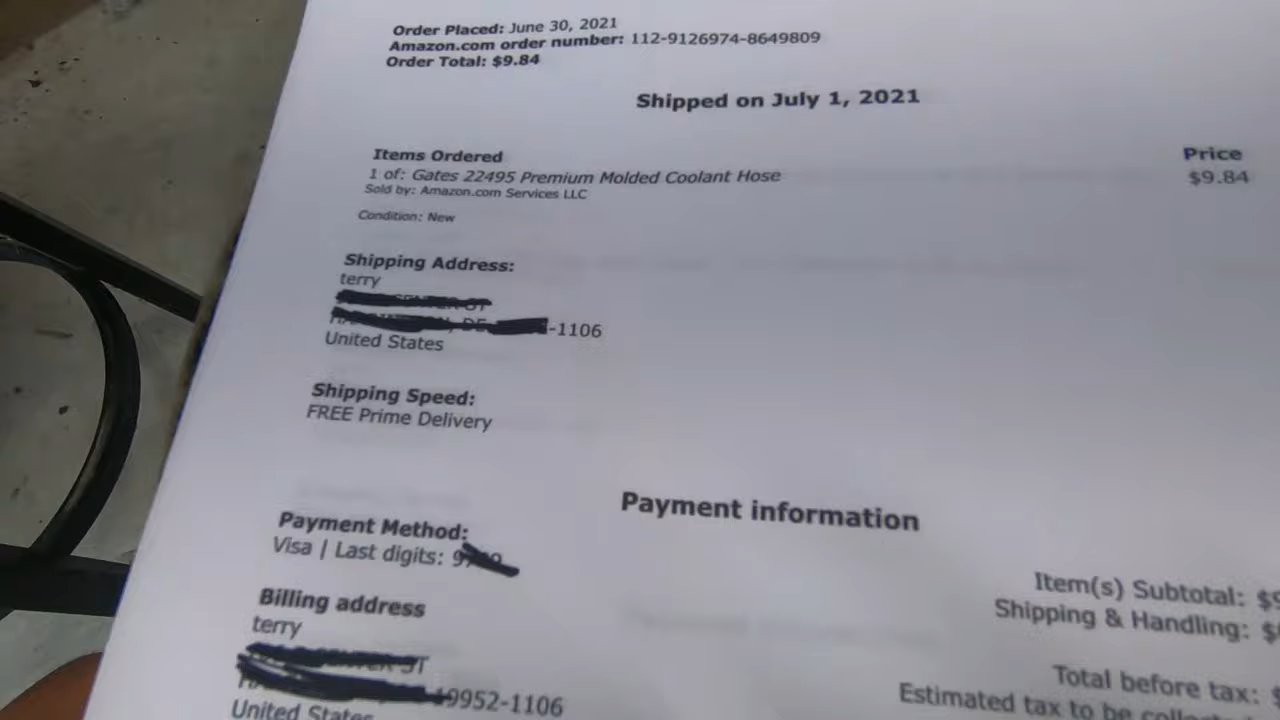 Order Placed: June 30, 2021
Amazon.com order number: 112-9126974-8649809
Order Total: $9.84
Shipped on July 1, 2021
Items Ordered
Price
1 of: Gates 22495 Premium Molded Coolant Hose
$9.84
Sold by: Amazon.com Services LLC
Condition: New
Shipping Address:
terry
-1106
United States
Shipping Speed:
FREE Prime Delivery
Payment information
Payment Method:
Visa | Last digits:
Item(s) Subtotal:
Shipping & Handling:
Billing address
terry
Total before tax:
-1106
Estimated tax to be
United States